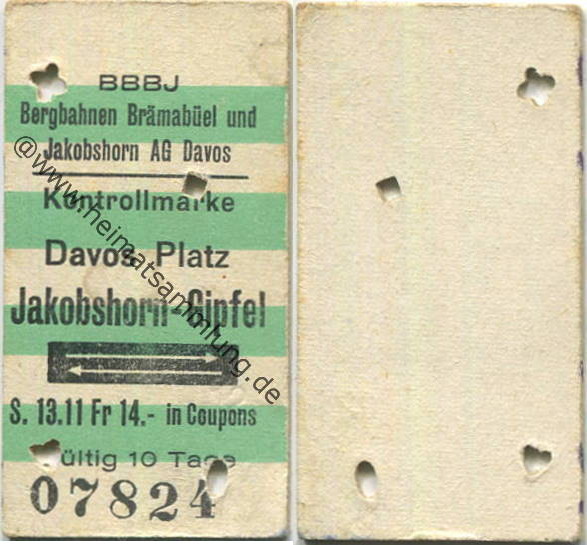 BBBJ
Bergbahnen Brämabüel und
Jakobshorn AG Davos
Kontrollmarke
Davos Platz
Jakobshorn-Gipfel
S. 13.11 Fr 14.- in Coupons
Gültig 10 Tage
07824
@www.heimatsammlung.de